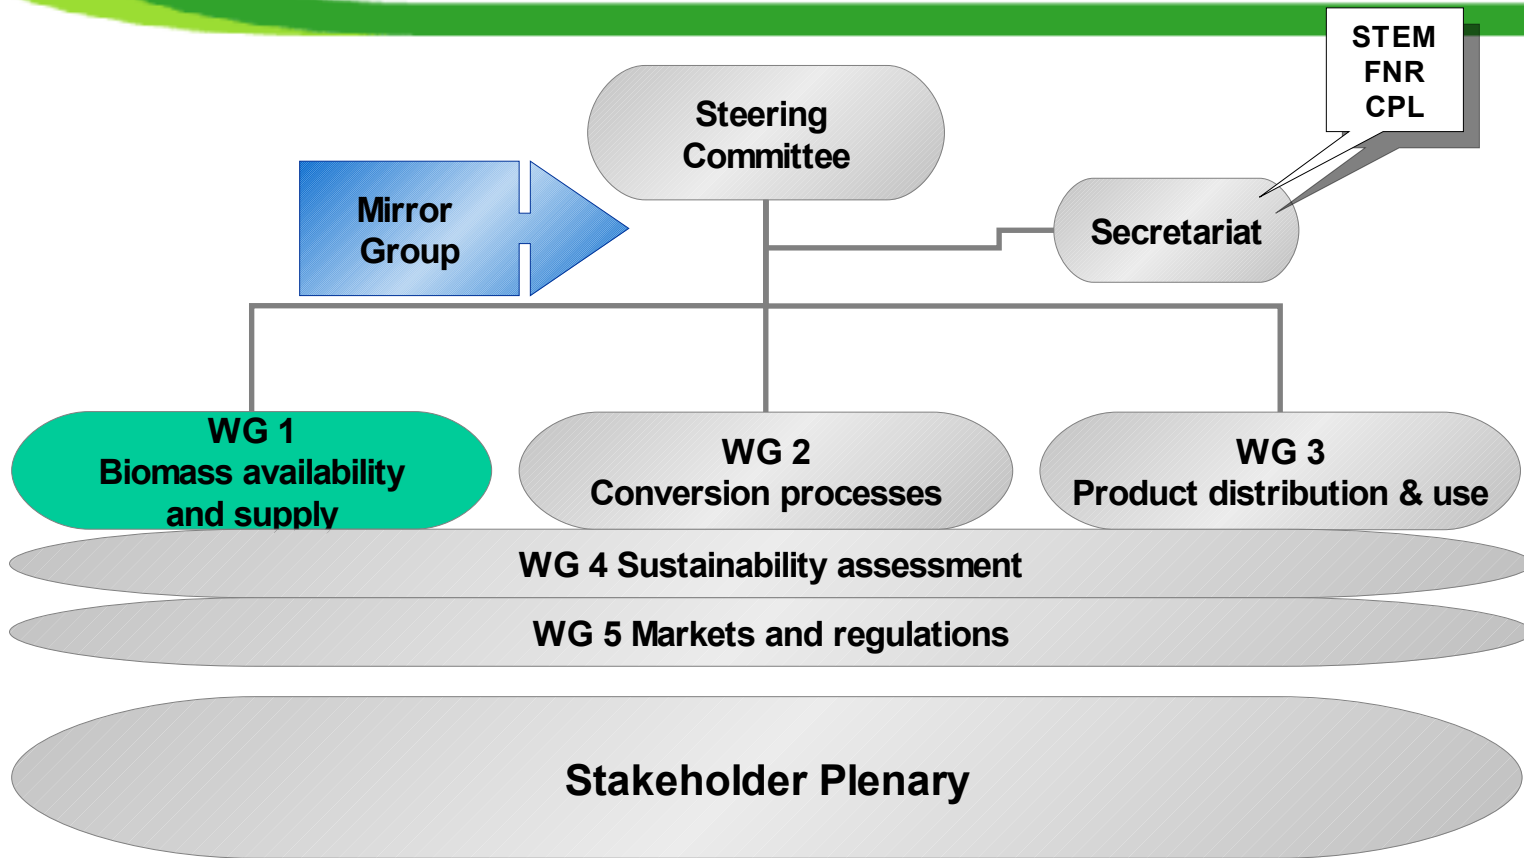 STEM
FNR
CPL
Steering
Committee
Mirror
Group
Secretariat
WG 1
Biomass availability
and supply
WG 2
Conversion processes
WG 3
Product distribution & use
WG 4 Sustainability assessment
WG 5 Markets and regulations
Stakeholder Plenary